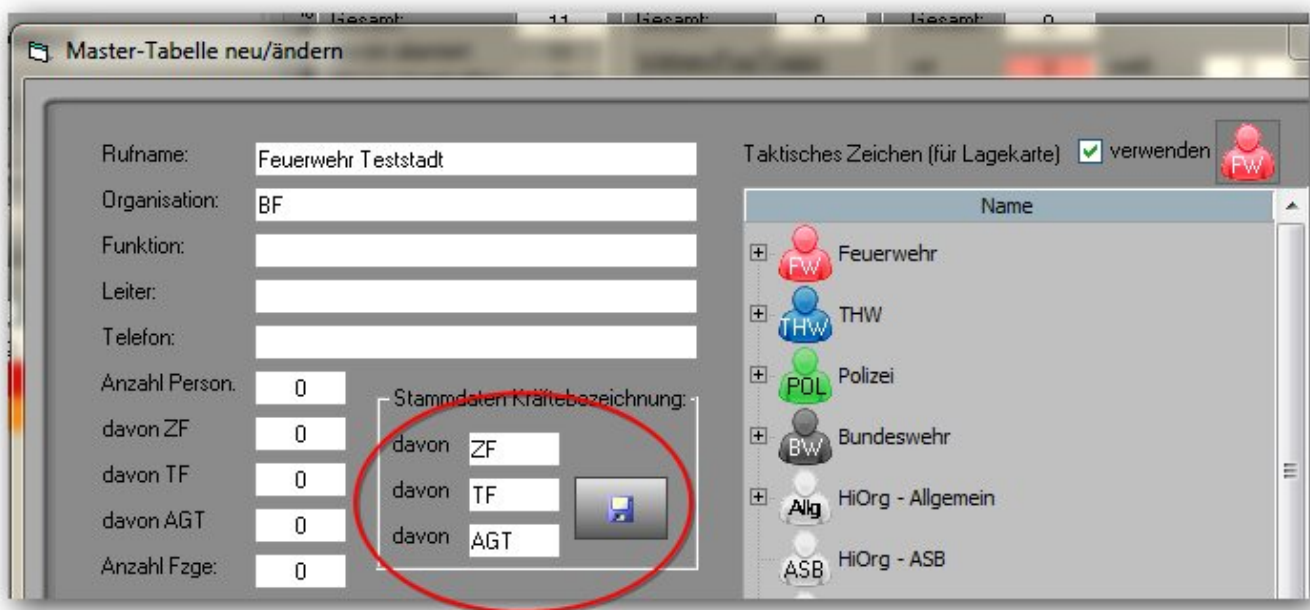 Gesamt: 11 Gesamt: 0 Gesamt: 0
Master-Tabelle neu/ändern
Rufname: Feuerwehr Teststadt
Organisation: BF
Funktion:
Leiter:
Telefon:
Anzahl Person. 0
davon ZF 0
davon TF 0
davon AGT 0
Anzahl Fzge: 0
Stammdaten Kräftebezeichnung:
davon ZF
davon TF
davon AGT
Taktisches Zeichen (für Lagekarte) verwenden FW
Name
FW Feuerwehr
THW THW
POL Polizei
BW Bundeswehr
Allg HiOrg - Allgemein
ASB HiOrg - ASB